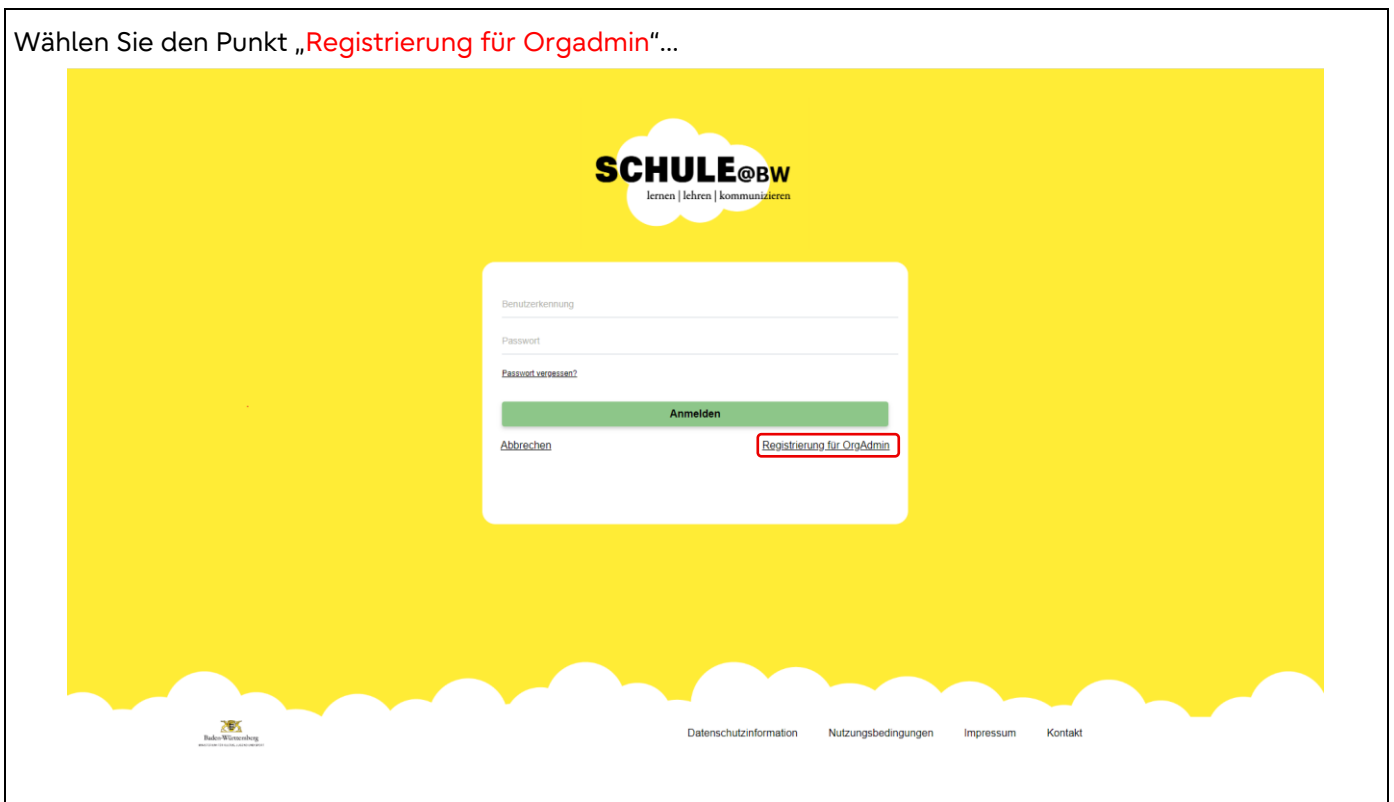 Wählen Sie den Punkt „Registrierung für Orgadmin“...
SCHULE@BW
lernen | lehren | kommunizieren
Benutzerkennung
Passwort
Passwort vergessen?
Anmelden
Abbrechen
Registrierung für OrgAdmin
Baden-Württemberg
Datenschutzinformation
Nutzungsbedingungen
Impressum
Kontakt